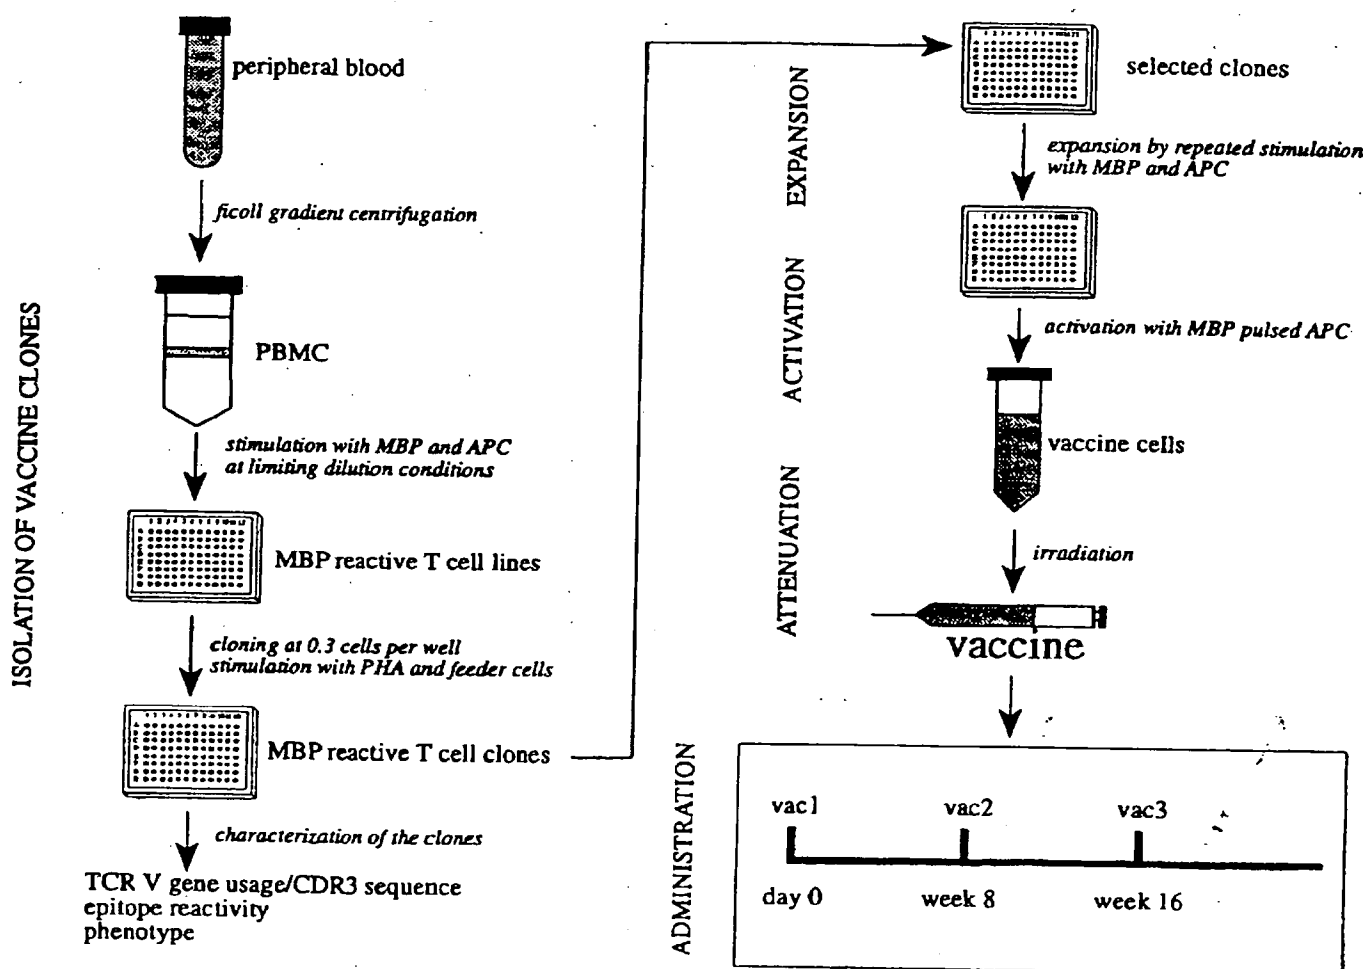 peripheral blood
ficoll gradient centrifugation
PBMC
stimulation with MBP and APC
at limiting dilution conditions
MBP reactive T cell lines
cloning at 0.3 cells per well
stimulation with PHA and feeder cells
MBP reactive T cell clones
characterization of the clones
TCR V gene usage/CDR3 sequence
epitope reactivity
phenotype
ISOLATION OF VACCINE CLONES
selected clones
EXPANSION
expansion by repeated stimulation
with MBP and APC
ACTIVATION
activation with MBP pulsed APC
vaccine cells
ATTENUATION
irradiation
vaccine
ADMINISTRATION
vac1
vac2
vac3
day 0
week 8
week 16